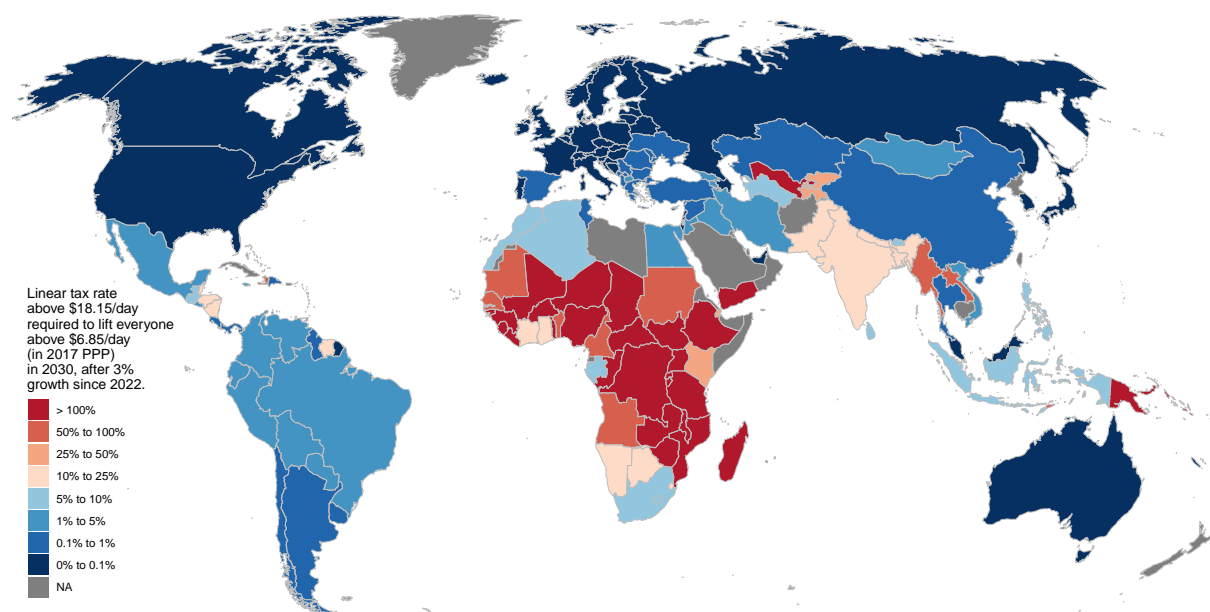 Linear tax rate
above $18.15/day
required to lift everyone
above $6.85/day
(in 2017 PPP)
in 2030, after 3%
growth since 2022.
> 100%
50% to 100%
25% to 50%
10% to 25%
5% to 10%
1% to 5%
0.1% to 1%
0% to 0.1%
NA